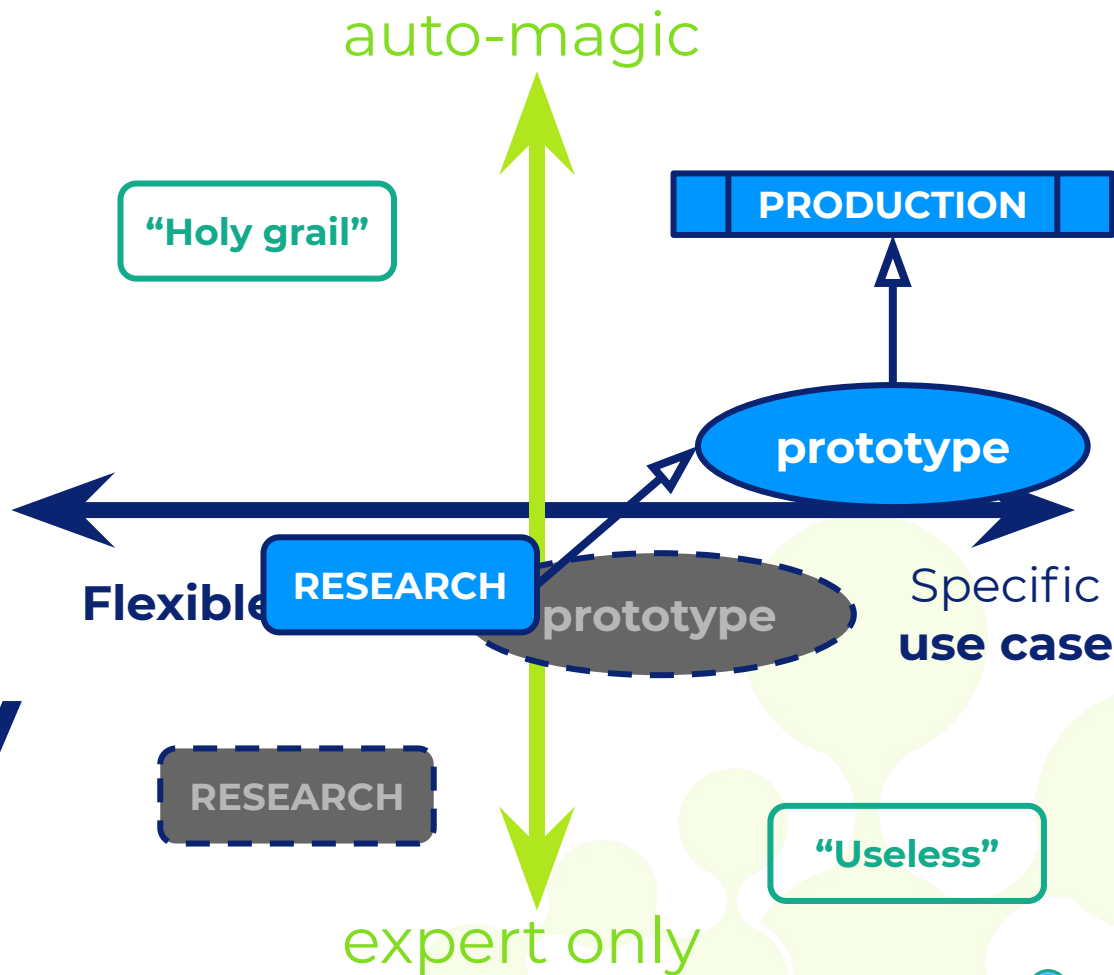 auto-magic
“Holy grail”
PRODUCTION
prototype
Flexible
RESEARCH
prototype
Specific
use case
RESEARCH
“Useless”
expert only